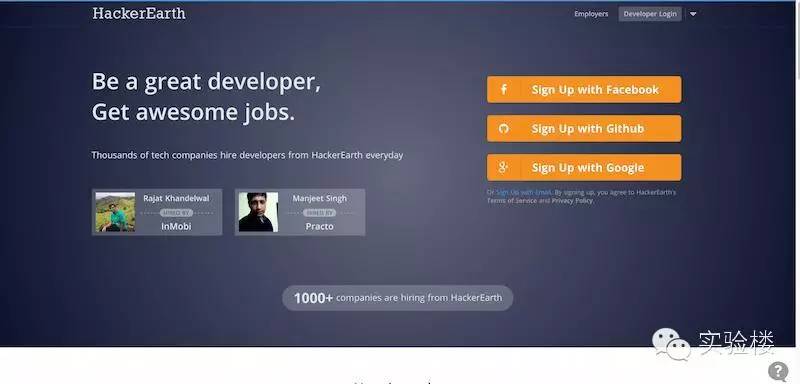 HackerEarth
Employers
Developer Login
Be a great developer,
Get awesome jobs.
Thousands of tech companies hire developers from HackerEarth everyday
Rajat Khandelwal
HIRED BY
InMobi
Manjeet Singh
HIRED BY
Practo
Sign Up with Facebook
Sign Up with Github
Sign Up with Google
Or Sign Up with Email. By signing up, you agree to HackerEarth's
Terms of Service and Privacy Policy.
1000+ companies are hiring from HackerEarth
实验楼
?